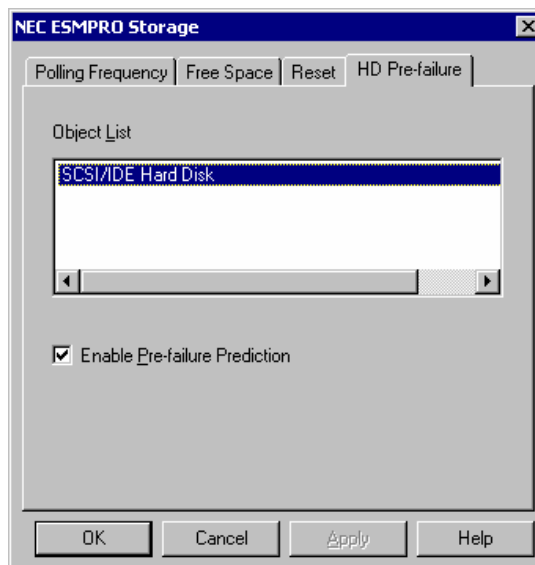 NEC ESMPRO Storage
Polling Frequency Free Space Reset HD Pre-failure
Object List
SCSI/IDE Hard Disk
Enable Pre-failure Prediction
OK Cancel Apply Help